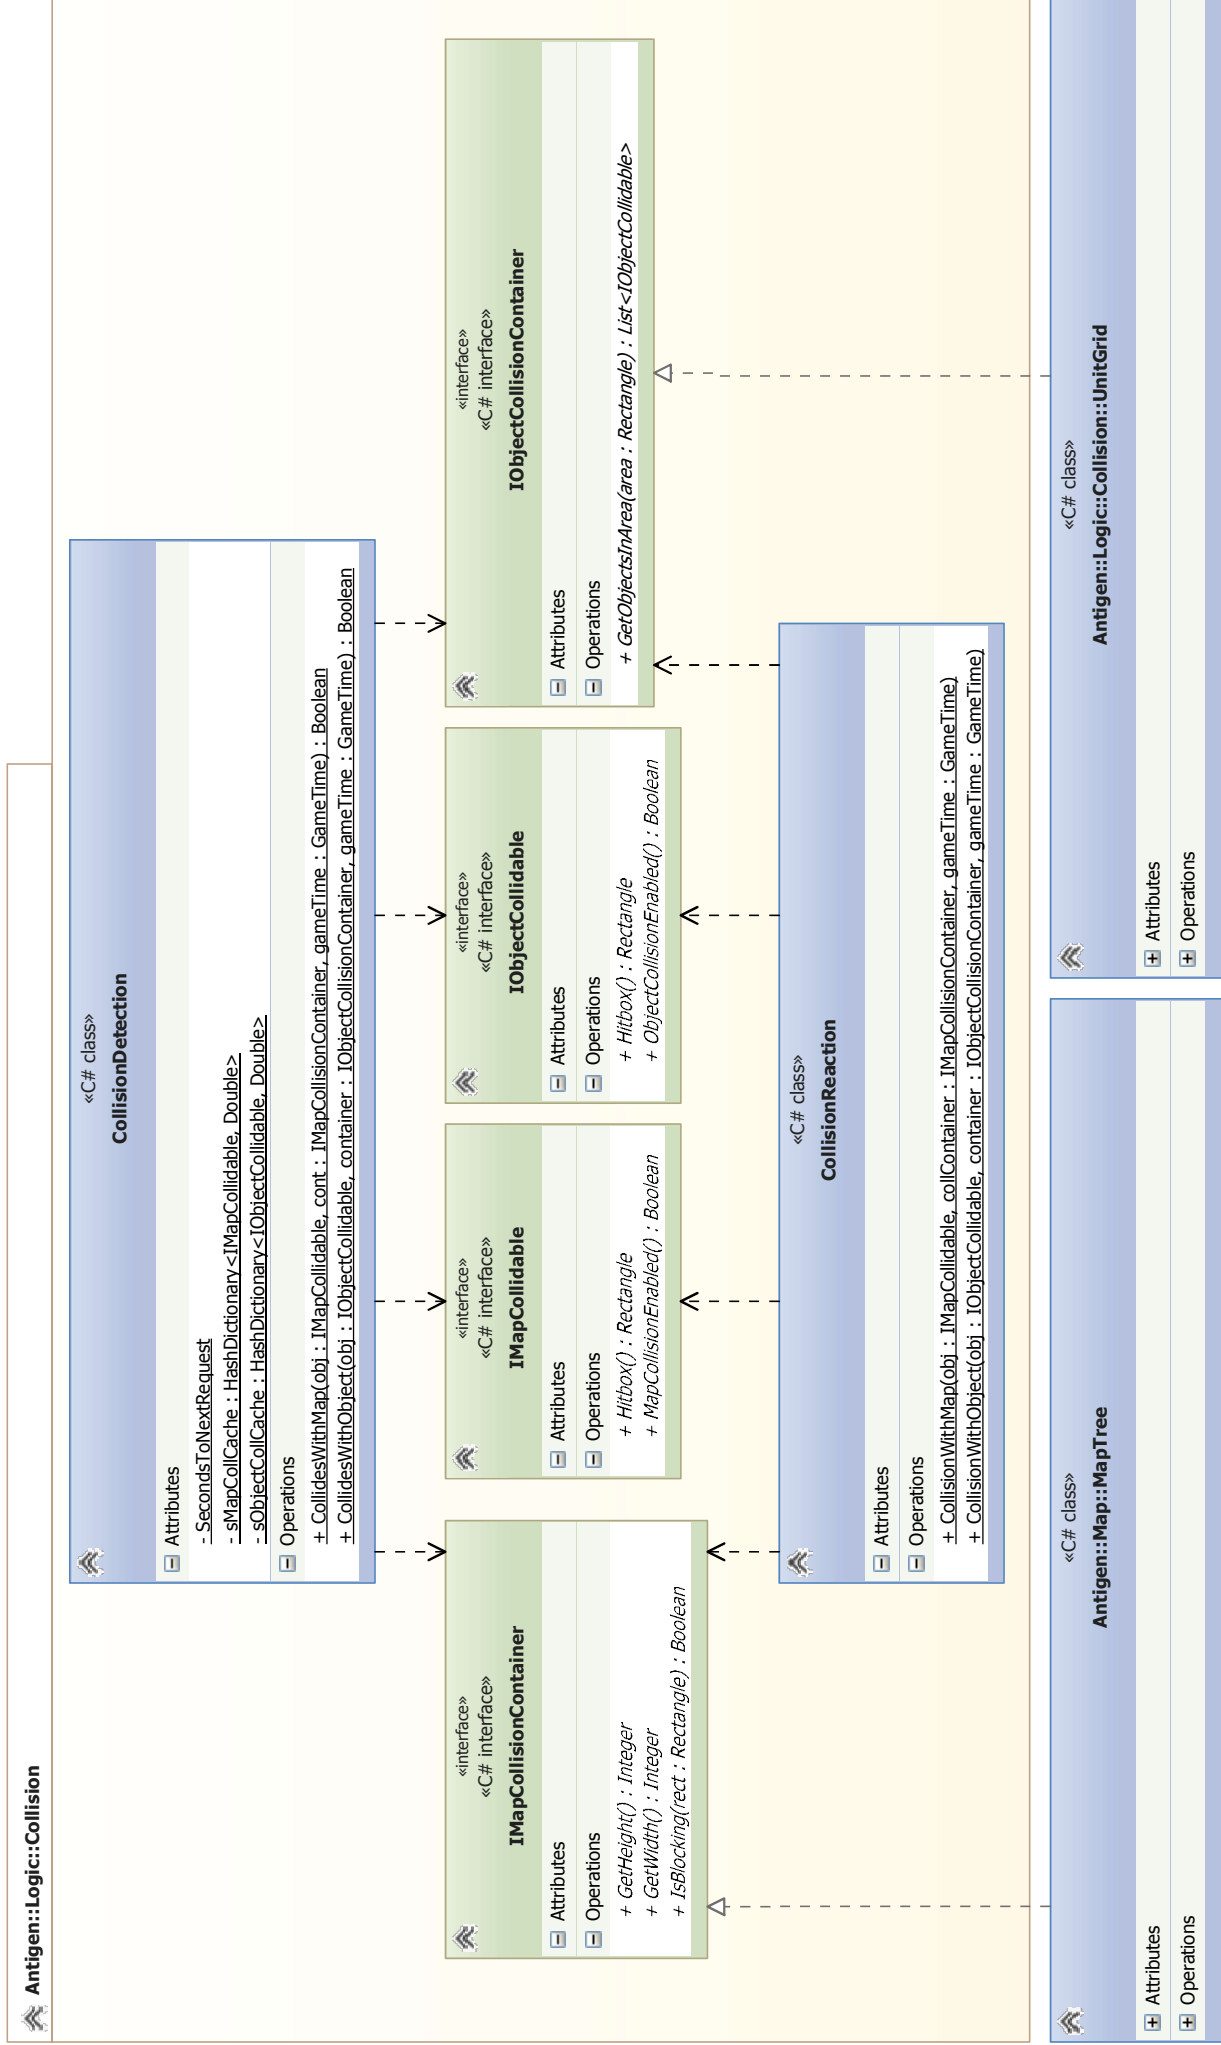 Antigen::Logic::Collision
«C# class»
CollisionDetection
Attributes
- SecondsToNextRequest
- sMapCollCache : HashDictionary<IMapCollidable, Double>
- sObjectCollCache : HashDictionary<IObjectCollidable, Double>
Operations
+ CollidesWithMap(obj : IMapCollidable, cont : IMapCollisionContainer, gameTime : GameTime) : Boolean
+ CollidesWithObject(obj : IObjectCollidable, container : IObjectCollisionContainer, gameTime : GameTime) : Boolean
«interface»
«C# interface»
IMapCollisionContainer
Attributes
Operations
+ GetHeight() : Integer
+ GetWidth() : Integer
+ IsBlocking(rect : Rectangle) : Boolean
«interface»
«C# interface»
IMapCollidable
Attributes
Operations
+ Hitbox() : Rectangle
+ MapCollisionEnabled() : Boolean
«interface»
«C# interface»
IObjectCollidable
Attributes
Operations
+ Hitbox() : Rectangle
+ ObjectCollisionEnabled() : Boolean
«interface»
«C# interface»
IObjectCollisionContainer
Attributes
Operations
+ GetObjectsInArea(area : Rectangle) : List<IObjectCollidable>
«C# class»
CollisionReaction
Attributes
Operations
+ CollisionWithMap(obj : IMapCollidable, collContainer : IMapCollisionContainer, gameTime : GameTime)
+ CollisionWithObject(obj : IObjectCollidable, container : IObjectCollisionContainer, gameTime : GameTime)
«C# class»
Antigen::Map::MapTree
Attributes
Operations
«C# class»
Antigen::Logic::Collision::UnitGrid
Attributes
Operations